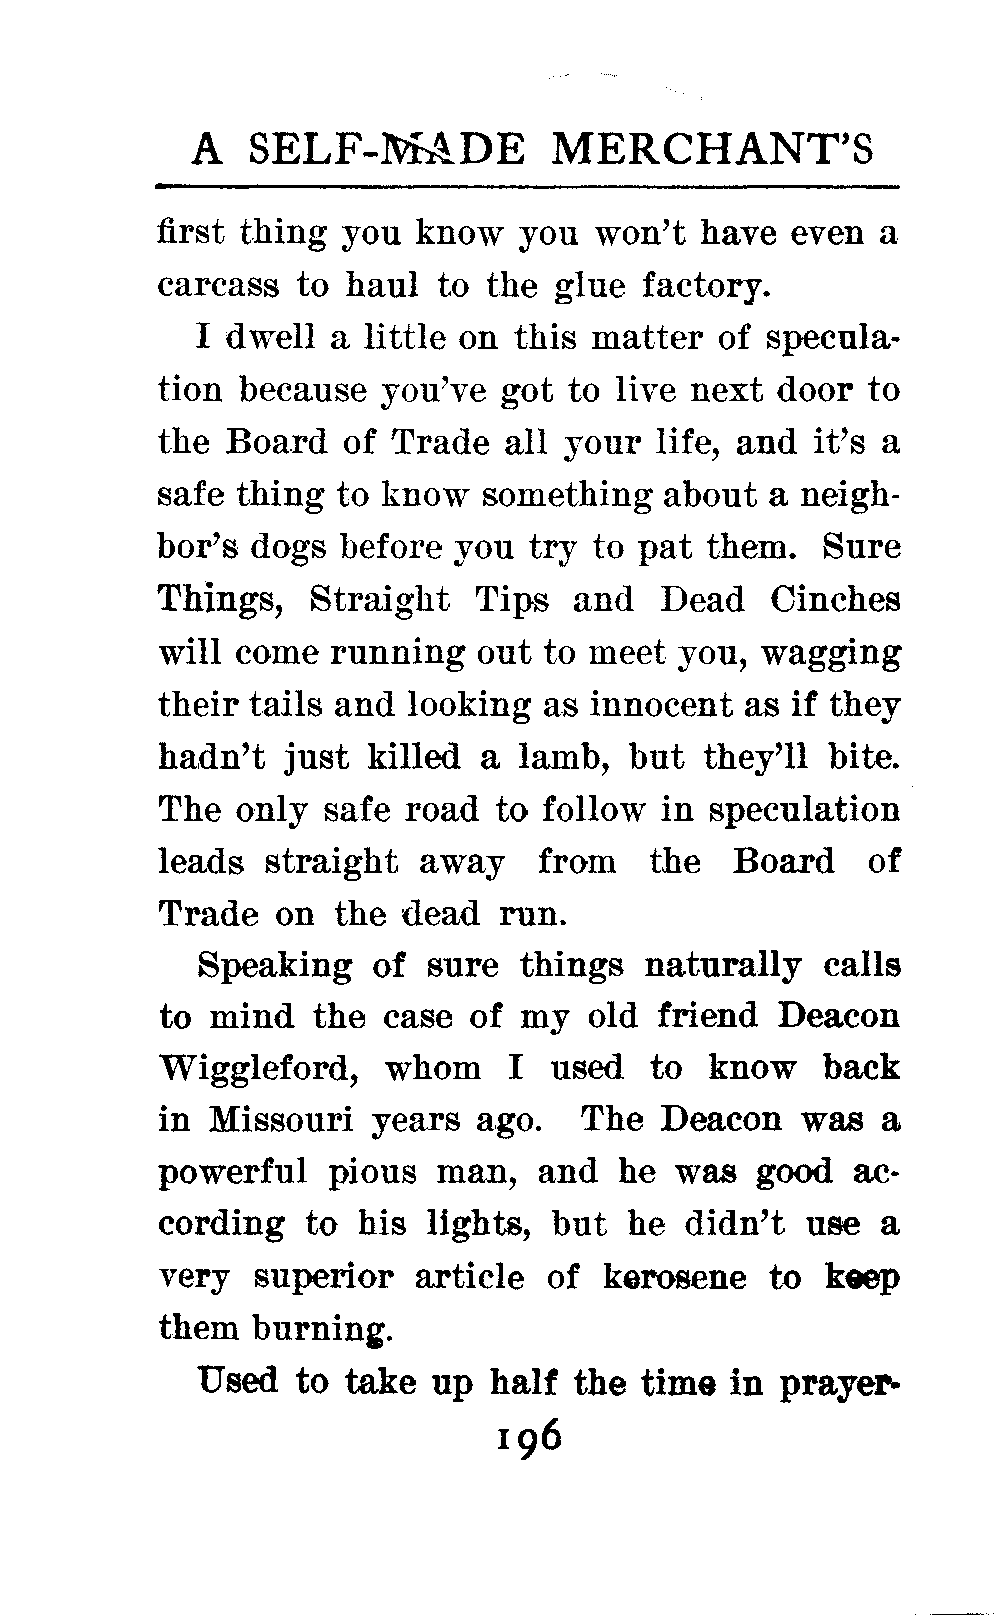 A SELF-MADE MERCHANT'S
first thing you know you won't have even a
carcass to haul to the glue factory.
I dwell a little on this matter of specula-
tion because you've got to live next door to
the Board of Trade all your life, and it's a
safe thing to know something about a neigh-
bor's dogs before you try to pat them. Sure
Things, Straight Tips and Dead Cinches
will come running out to meet you, wagging
their tails and looking as innocent as if they
hadn't just killed a lamb, but they'll bite.
The only safe road to follow in speculation
leads straight away from the Board of
Trade on the dead run.
Speaking of sure things naturally calls
to mind the case of my old friend Deacon
Wiggleford, whom I used to know back
in Missouri years ago. The Deacon was a
powerful pious man, and he was good ac-
cording to his lights, but he didn't use a
very superior article of kerosene to keep
them burning.
Used to take up half the time in prayer-
196